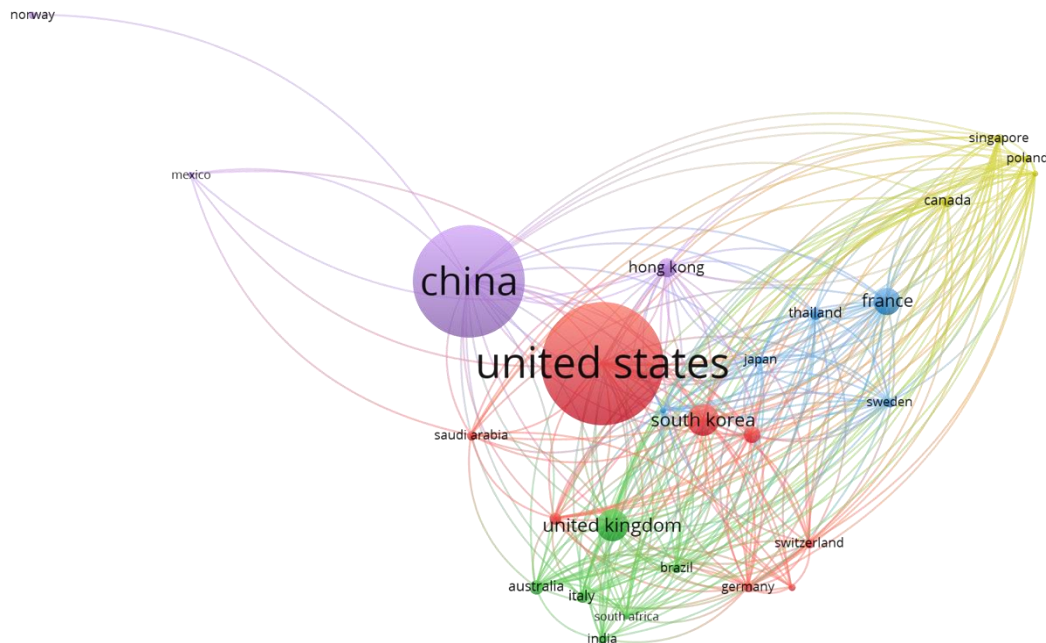 norway
singapore
poland
mexico
canada
hong kong
china
france
thailand
japan
united states
sweden
south korea
saudi arabia
united kingdom
switzerland
brazil
australia
germany
italy
south africa
india